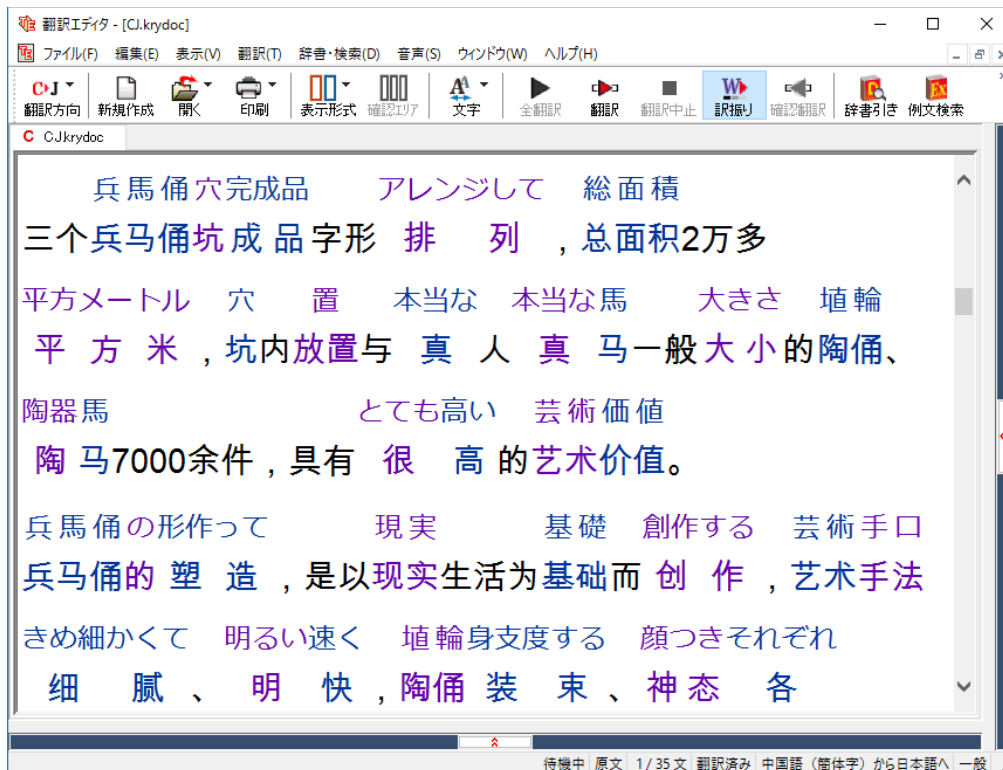 翻訳エディタ - [CJ.krydoc]
ファイル(F) 編集(E) 表示(V) 翻訳(T) 辞書・検索(D) 音声(S) ウィンドウ(W) ヘルプ(H)
C▸J
翻訳方向 新規作成 開く 印刷 表示形式 確認エリア 文字 全翻訳 翻訳 翻訳中止 訳振り 確認翻訳 辞書引き 例文検索
C CJ.krydoc
兵馬俑穴完成品 アレンジして 総面積
三个兵马俑坑成品字形排列，总面积2万多
平方メートル 穴 置 本当な 本当な馬 大きさ 埴輪
平方米，坑内放置与真人真马一般大小的陶俑、
陶器馬 とても高い 芸術価値
陶马7000余件，具有很高的艺术价值。
兵馬俑の形作って 現実 基礎 創作する 芸術手口
兵马俑的塑造，是以现实生活为基础而创作，艺术手法
きめ細かくて 明るい速く 埴輪身支度する 顔つきそれぞれ
细腻、明快，陶俑装束、神态各
待機中 原文 1 / 35 文 翻訳済み 中国語（簡体字）から日本語へ 一般